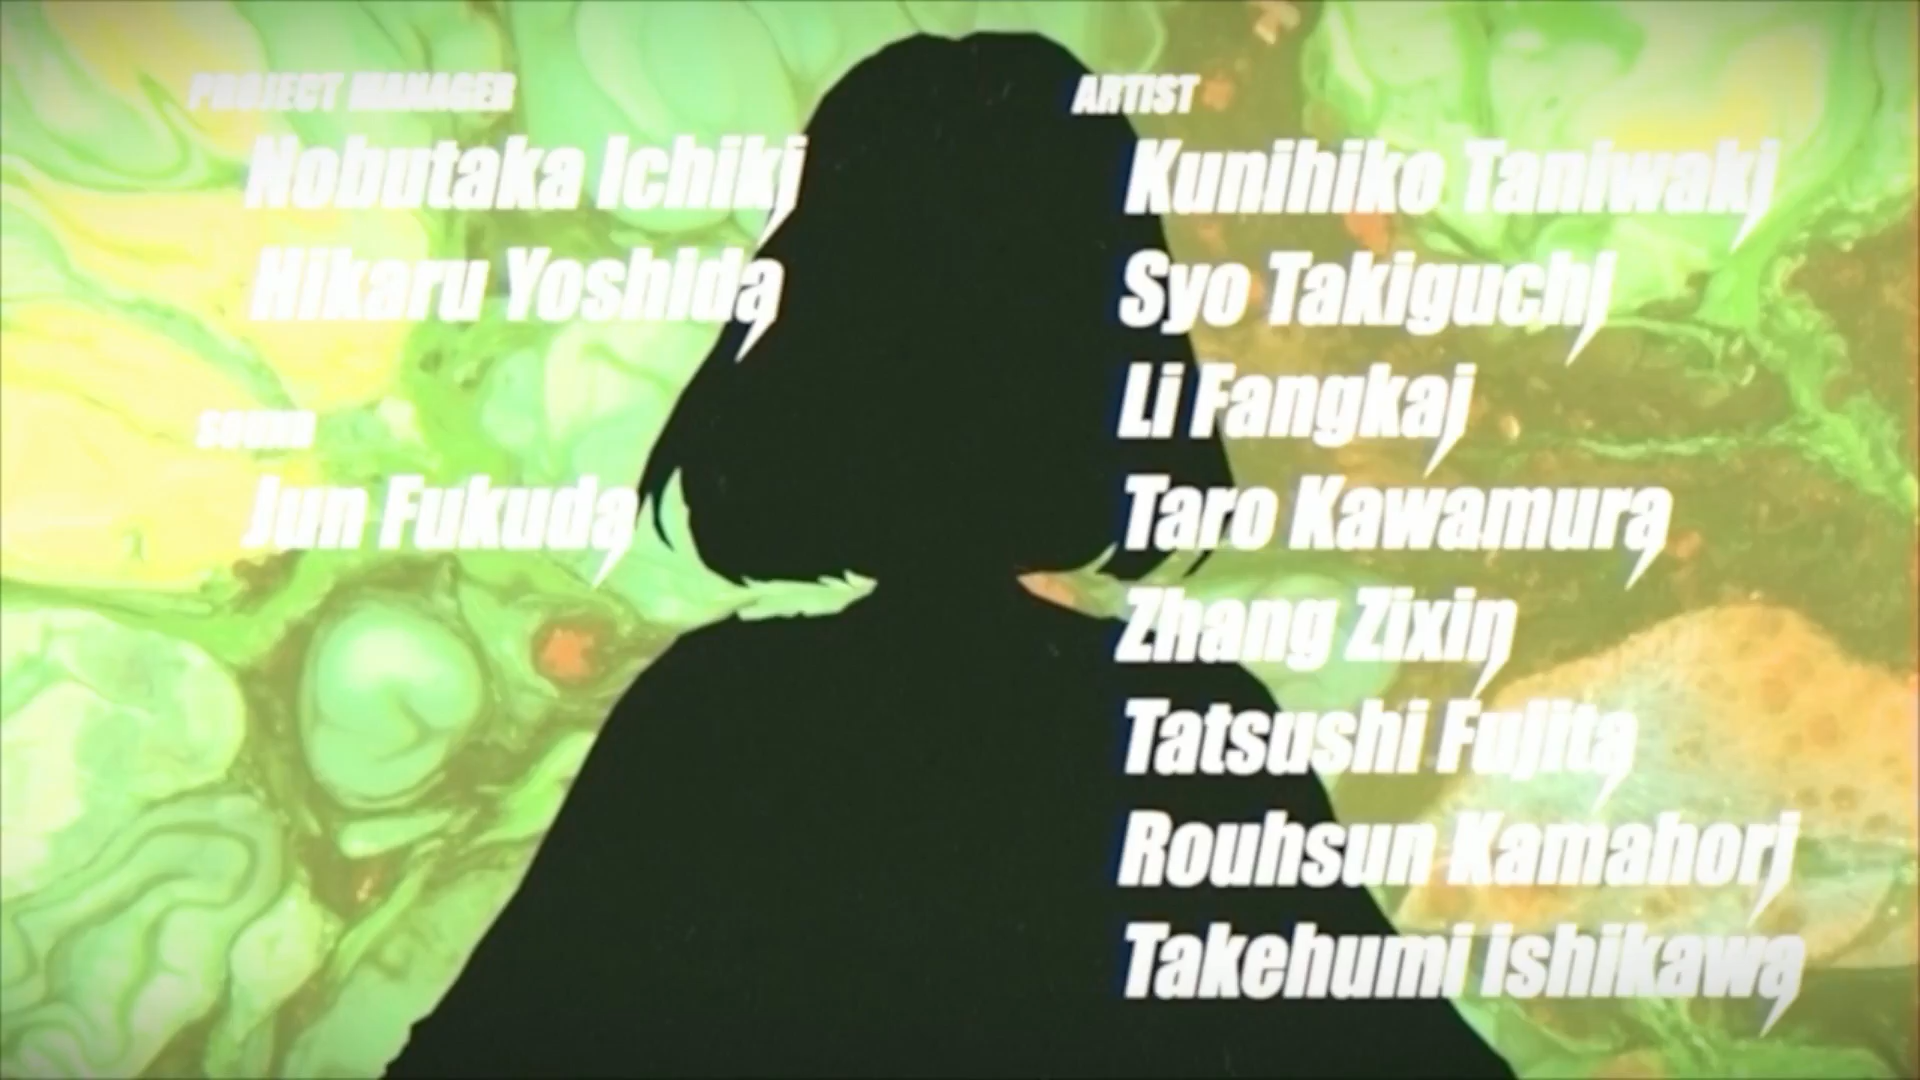 PROJECT MANAGER
Nobutaka Ichiki
Hikaru Yoshida
SOUND
Jun Fukuda
ARTIST
Kunihiko Taniwaki
Syo Takiguchi
Li Fangkai
Taro Kawamura
Zhang Zixin
Tatsushi Fujita
Rouhsun Kamahori
Takehumi Ishikawa